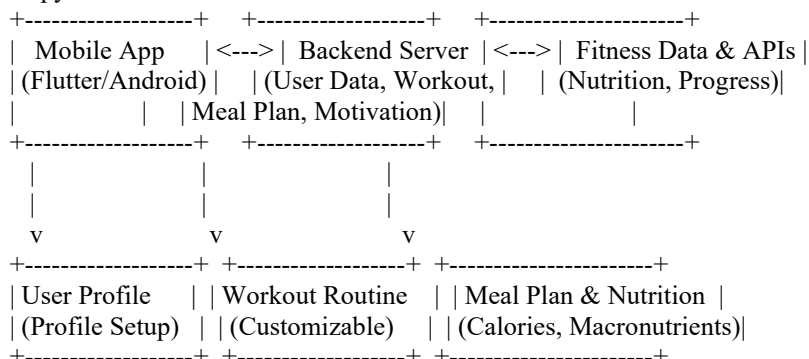 +-------------------+ +-------------------+ +----------------------+
| Mobile App |<--->| Backend Server |<--->| Fitness Data & APIs |
| (Flutter/Android) | | (User Data, Workout, | | (Nutrition, Progress)|
| | | Meal Plan, Motivation)| | |
+-------------------+ +-------------------+ +----------------------+
| | |
| | |
v v v
+-------------------+ +-------------------+ +-----------------------+
| User Profile | | Workout Routine | | Meal Plan & Nutrition |
| (Profile Setup) | | (Customizable) | | (Calories, Macronutrients)|
+-------------------+ +-------------------+ +-----------------------+